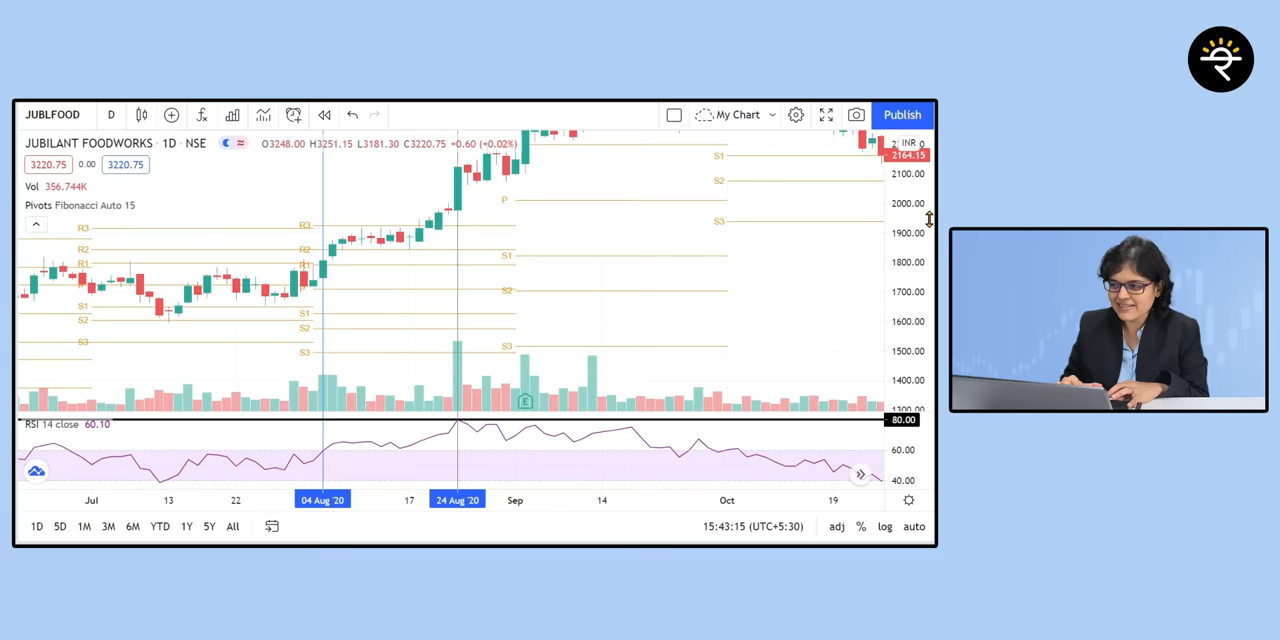 JUBLFOOD D My Chart Publish
JUBILANT FOODWORKS · 1D · NSE O3248.00 H3251.15 L3181.30 C3220.75 +0.60 (+0.02%) INR
3220.75 0.00 3220.75
Vol 356.744K
Pivots Fibonacci Auto 15
R3
R2
R1
S1
S2
S3
R3
R2
R1
S1
S2
S3
P
S1
S2
S3
S1
S2
S3
E
2164.15
2100.00
2000.00
1900.00
1800.00
1700.00
1600.00
1500.00
1400.00
1300.00
RSI 14 close 60.10
80.00
60.00
40.00
Jul 13 22 04 Aug '20 17 24 Aug '20 Sep 14 Oct 19
1D 5D 1M 3M 6M YTD 1Y 5Y All 15:43:15 (UTC+5:30) adj % log auto